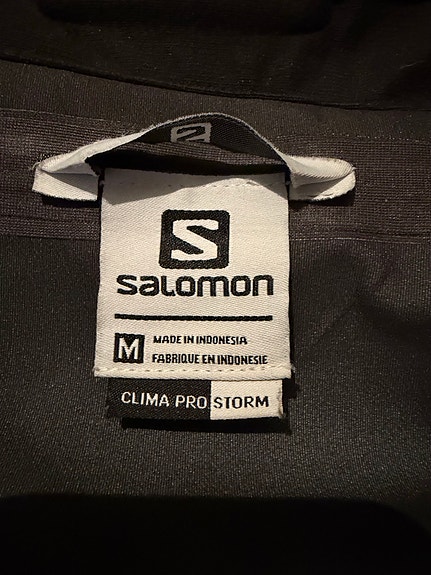 S
SALOMON
M
MADE IN INDONESIA
FABRIQUE EN INDONESIE
CLIMA PRO STORM